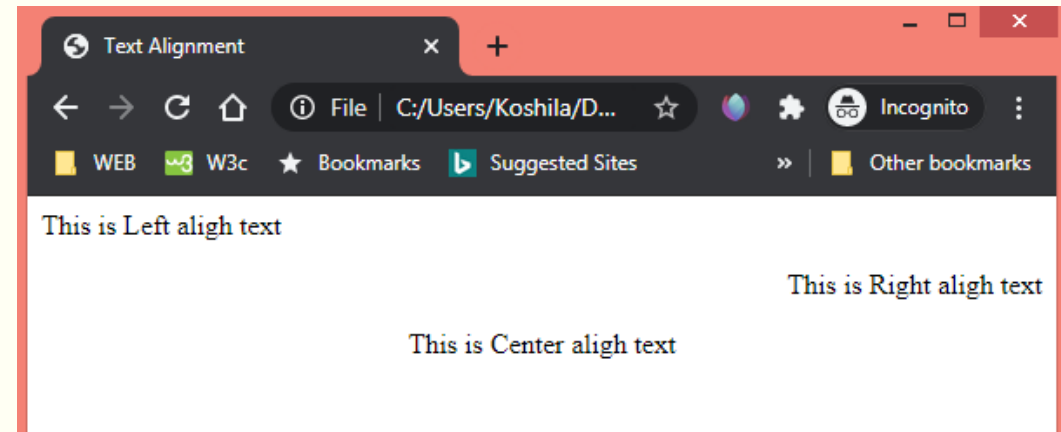 Text Alignment
File C:/Users/Koshila/D... Incognito
WEB W3c Bookmarks Suggested Sites » Other bookmarks
This is Left aligh text
This is Right aligh text
This is Center aligh text